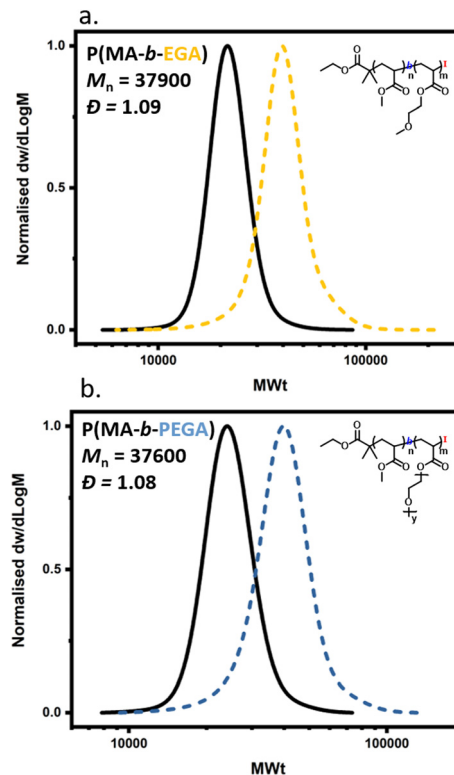 a.
P(MA-b-EGA)
Mn = 37900
Đ = 1.09
O
O
b
I
n
m
O
O
O
O
O
Normalised dw/dLogM
1.0
0.5
0.0
10000
100000
MWt
b.
P(MA-b-PEGA)
Mn = 37600
Đ = 1.08
O
O
b
I
n
m
O
O
O
O
O
y
Normalised dw/dLogM
1.0
0.5
0.0
10000
100000
MWt